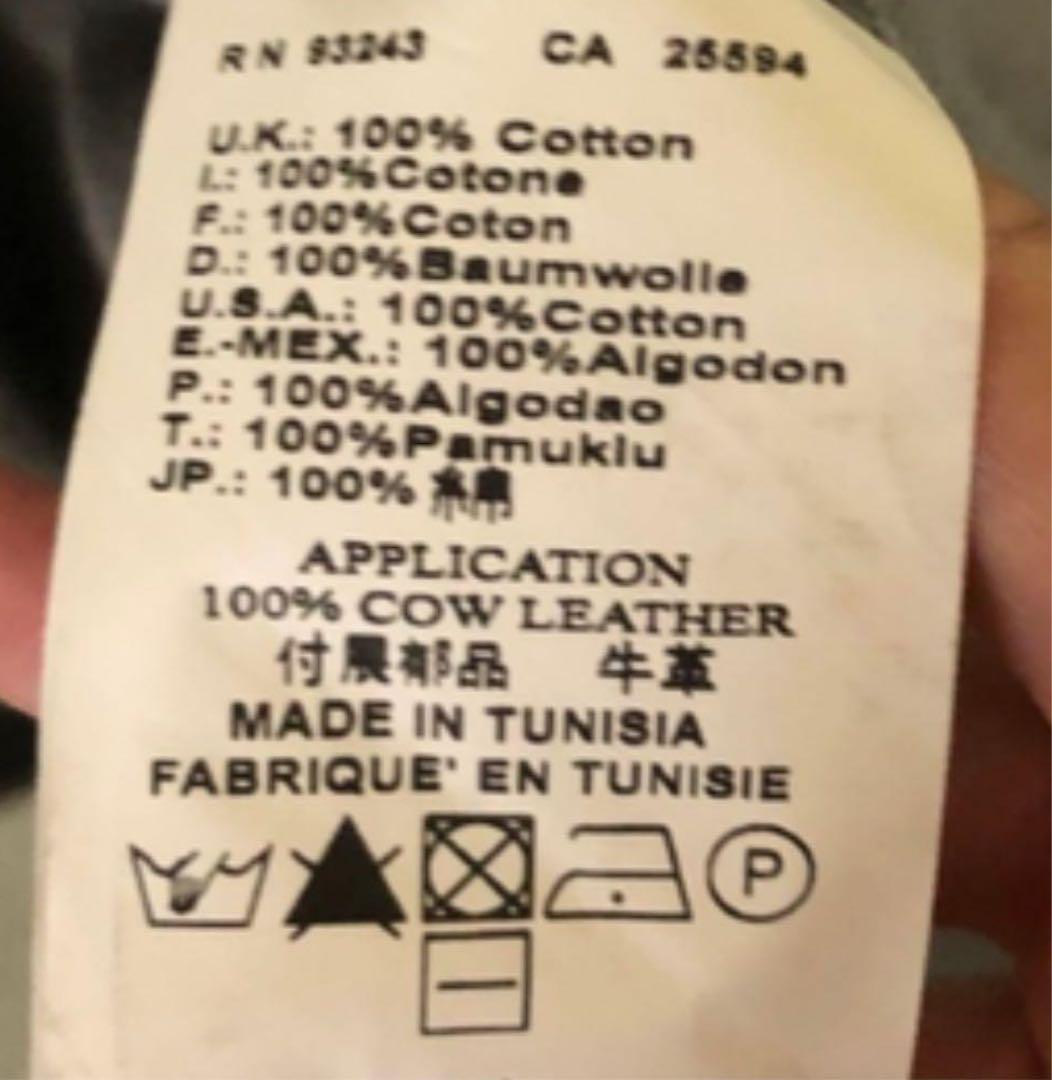 RN 93243 CA 25594
U.K.: 100% Cotton
I.: 100%Cotone
F.: 100%Coton
D.: 100%Baumwolle
U.S.A.: 100%Cotton
E.-MEX.: 100%Algodon
P.: 100%Algodao
T.: 100%Pamuklu
JP.: 100% 綿
APPLICATION
100% COW LEATHER
付属部品 牛革
MADE IN TUNISIA
FABRIQUE' EN TUNISIE
P